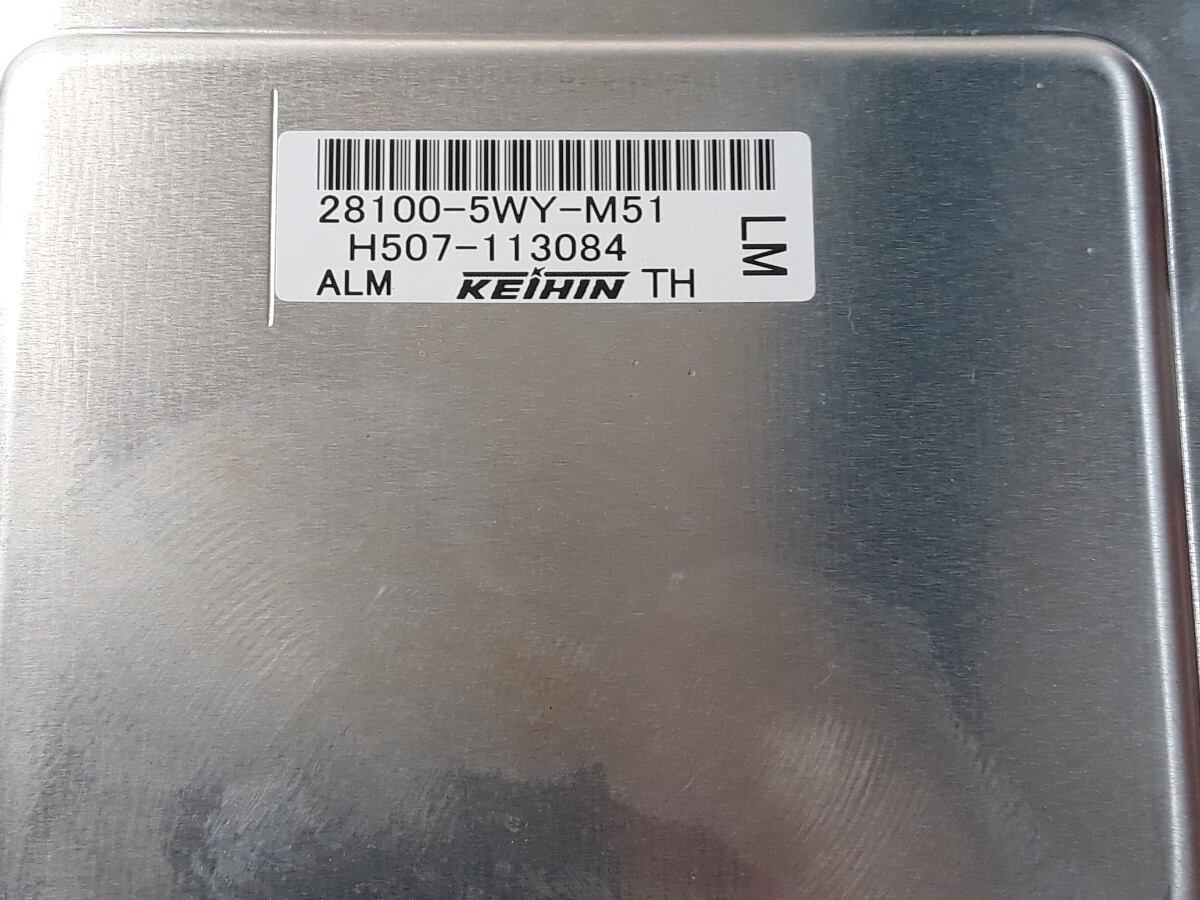 28100-5WY-M51
H507-113084
ALM KEIHIN TH
LM